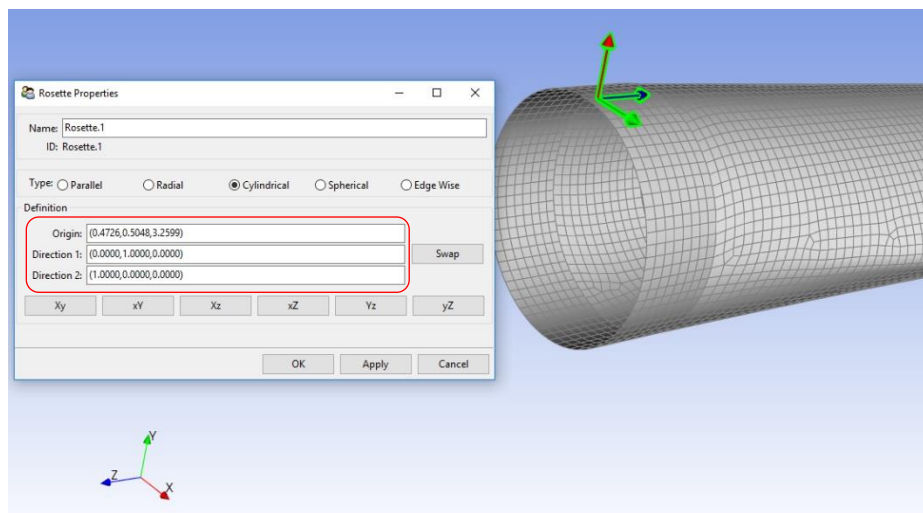 Rosette Properties
Name: Rosette.1
ID: Rosette.1
Type: Parallel Radial Cylindrical Spherical Edge Wise
Definition
Origin: (0.4726,0.5048,3.2599)
Direction 1: (0.0000,1.0000,0.0000) Swap
Direction 2: (1.0000,0.0000,0.0000)
Xy xY Xz xZ Yz yZ
OK Apply Cancel
Y
Z
X